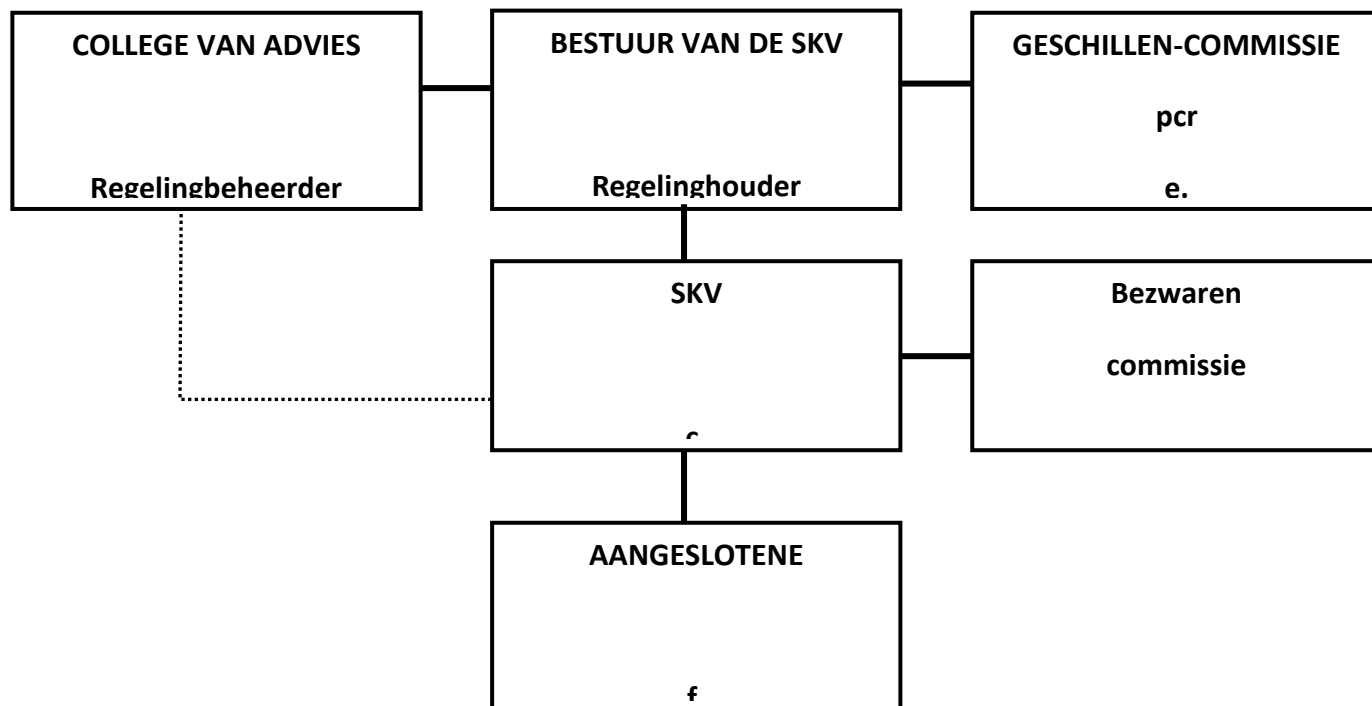 COLLEGE VAN ADVIES
Regelingbeheerder
BESTUUR VAN DE SKV
Regelinghouder
GESCHILLEN-COMMISSIE
pcr
e.
SKV
Bezwaren
commissie
AANGESLOTENE
f